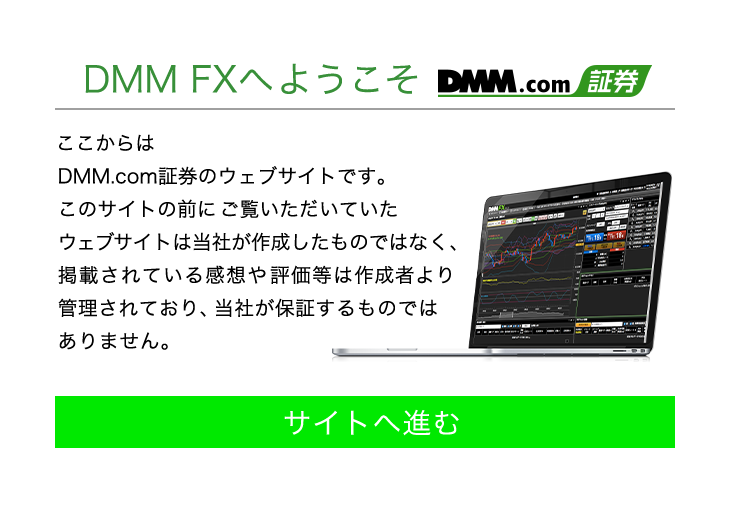 DMM FXへようこそ DMM.com 証券
ここからは
DMM.com証券のウェブサイトです。
このサイトの前にご覧いただいていた
ウェブサイトは当社が作成したものではなく、
掲載されている感想や評価等は作成者より
管理されており、当社が保証するものでは
ありません。
DMM FX
サイトへ進む